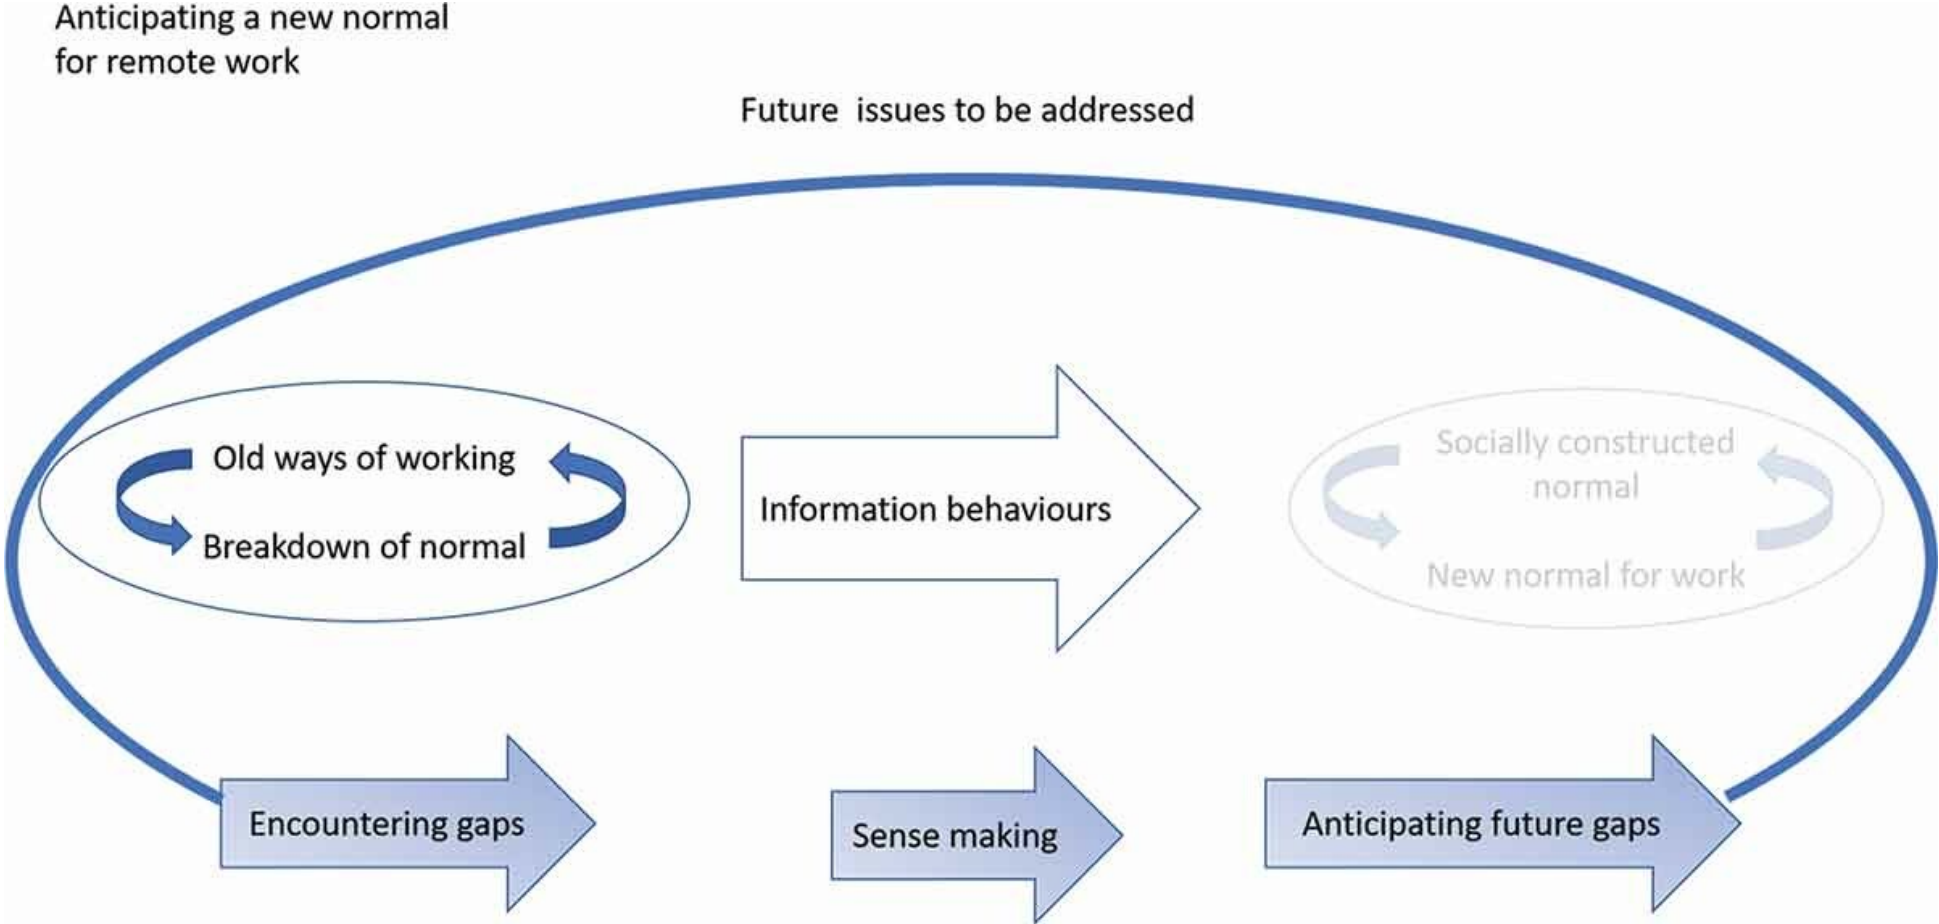 Anticipating a new normal
for remote work
Future issues to be addressed
Old ways of working
Breakdown of normal
Information behaviours
Socially constructed
normal
New normal for work
Encountering gaps
Sense making
Anticipating future gaps